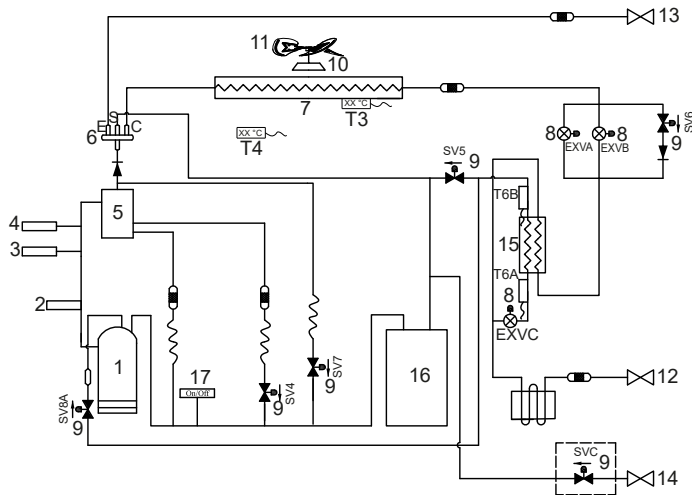 13
11
10
XX °C
7
T3
E S C
6
XX °C
T4
8
EXVA
8
EXVB
9
SV6
SV5
9
T6B
15
T6A
8
EXVC
5
4
3
2
1
17
On/Off
SV4
9
SV7
9
16
SV8A
9
12
SVC
9
14